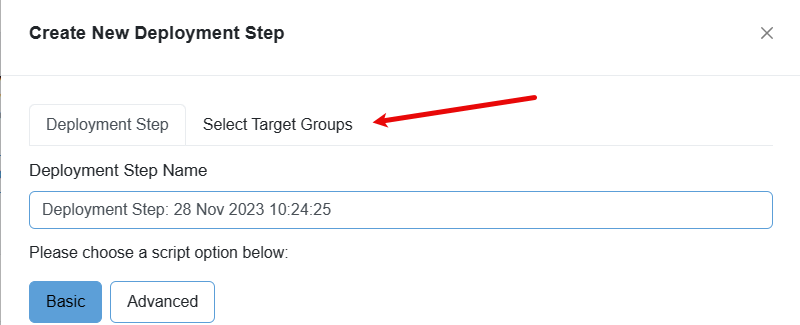 Create New Deployment Step
Deployment Step
Select Target Groups
Deployment Step Name
Deployment Step: 28 Nov 2023 10:24:25
Please choose a script option below:
Basic
Advanced